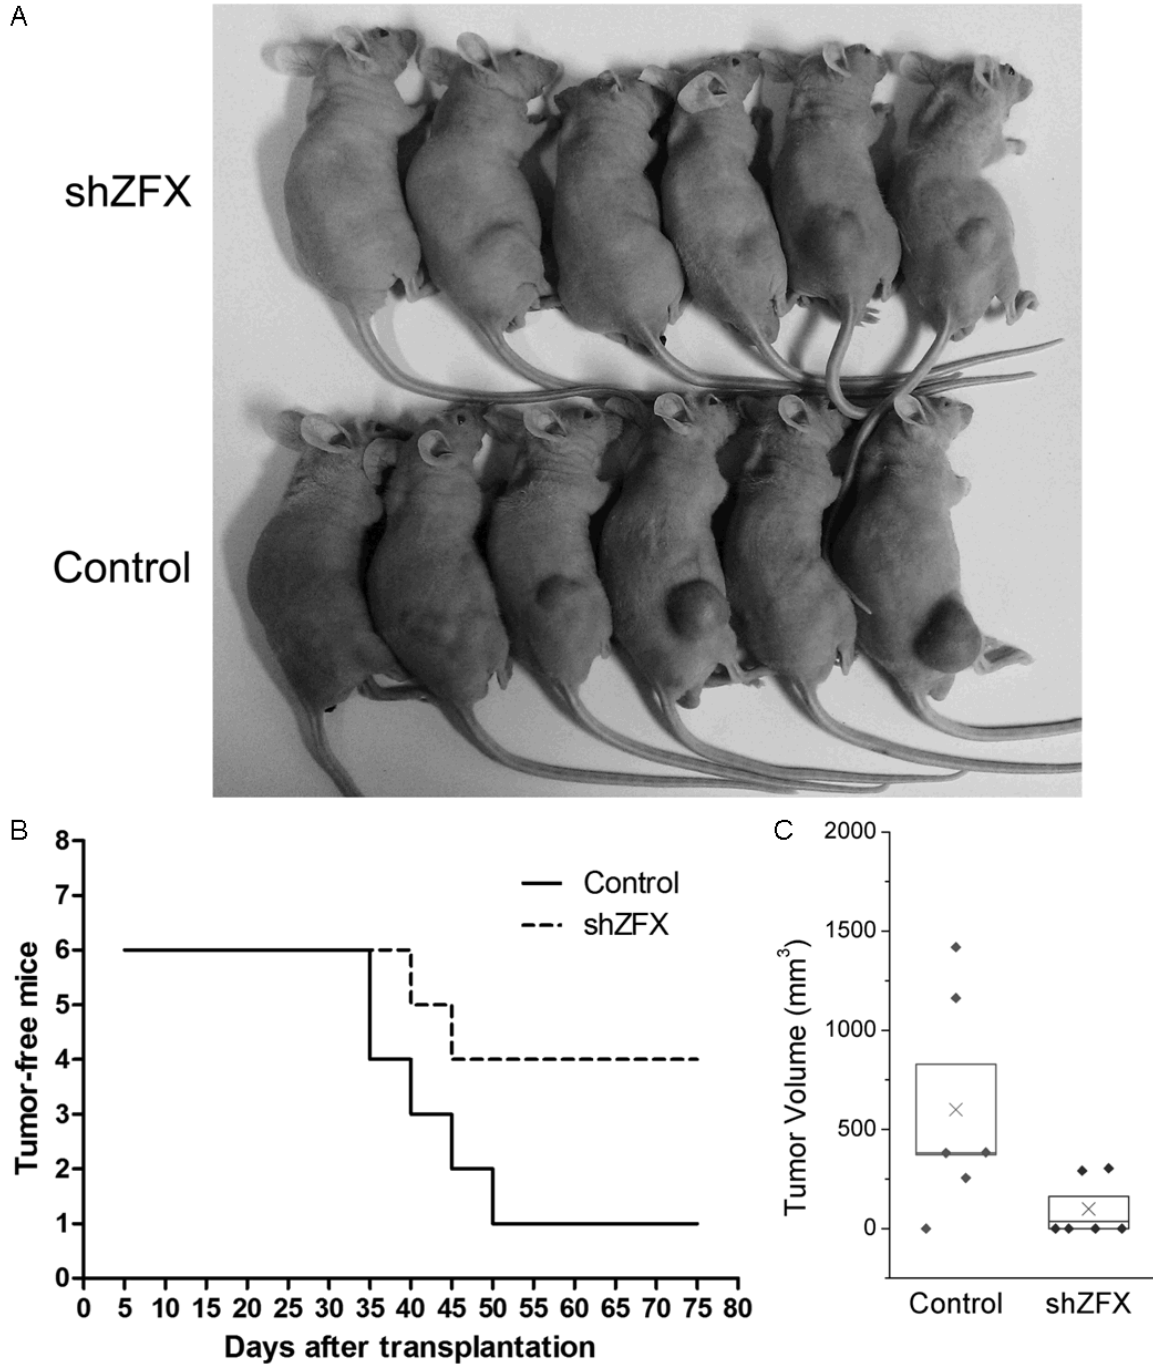 A
shZFX
Control
B
8
7
6
5
4
3
2
1
0
Tumor-free mice
Control
shZFX
0 5 10 15 20 25 30 35 40 45 50 55 60 65 70 75 80
Days after transplantation
C
2000
1500
1000
500
0
Tumor Volume (mm³)
Control shZFX